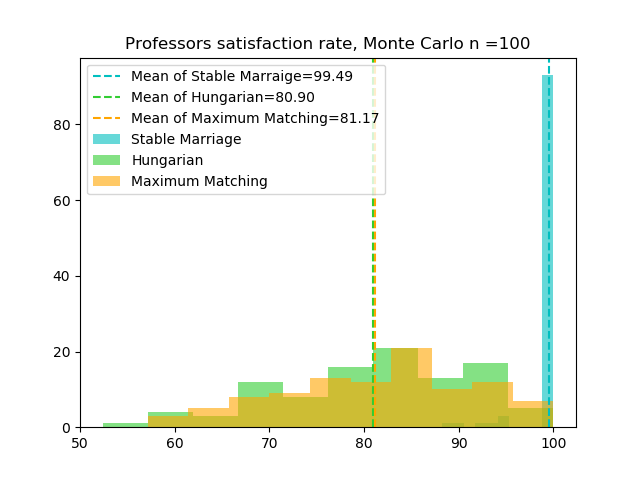 Professors satisfaction rate, Monte Carlo n =100
Mean of Stable Marraige=99.49
Mean of Hungarian=80.90
Mean of Maximum Matching=81.17
Stable Marriage
Hungarian
Maximum Matching
80
60
40
20
0
50 60 70 80 90 100